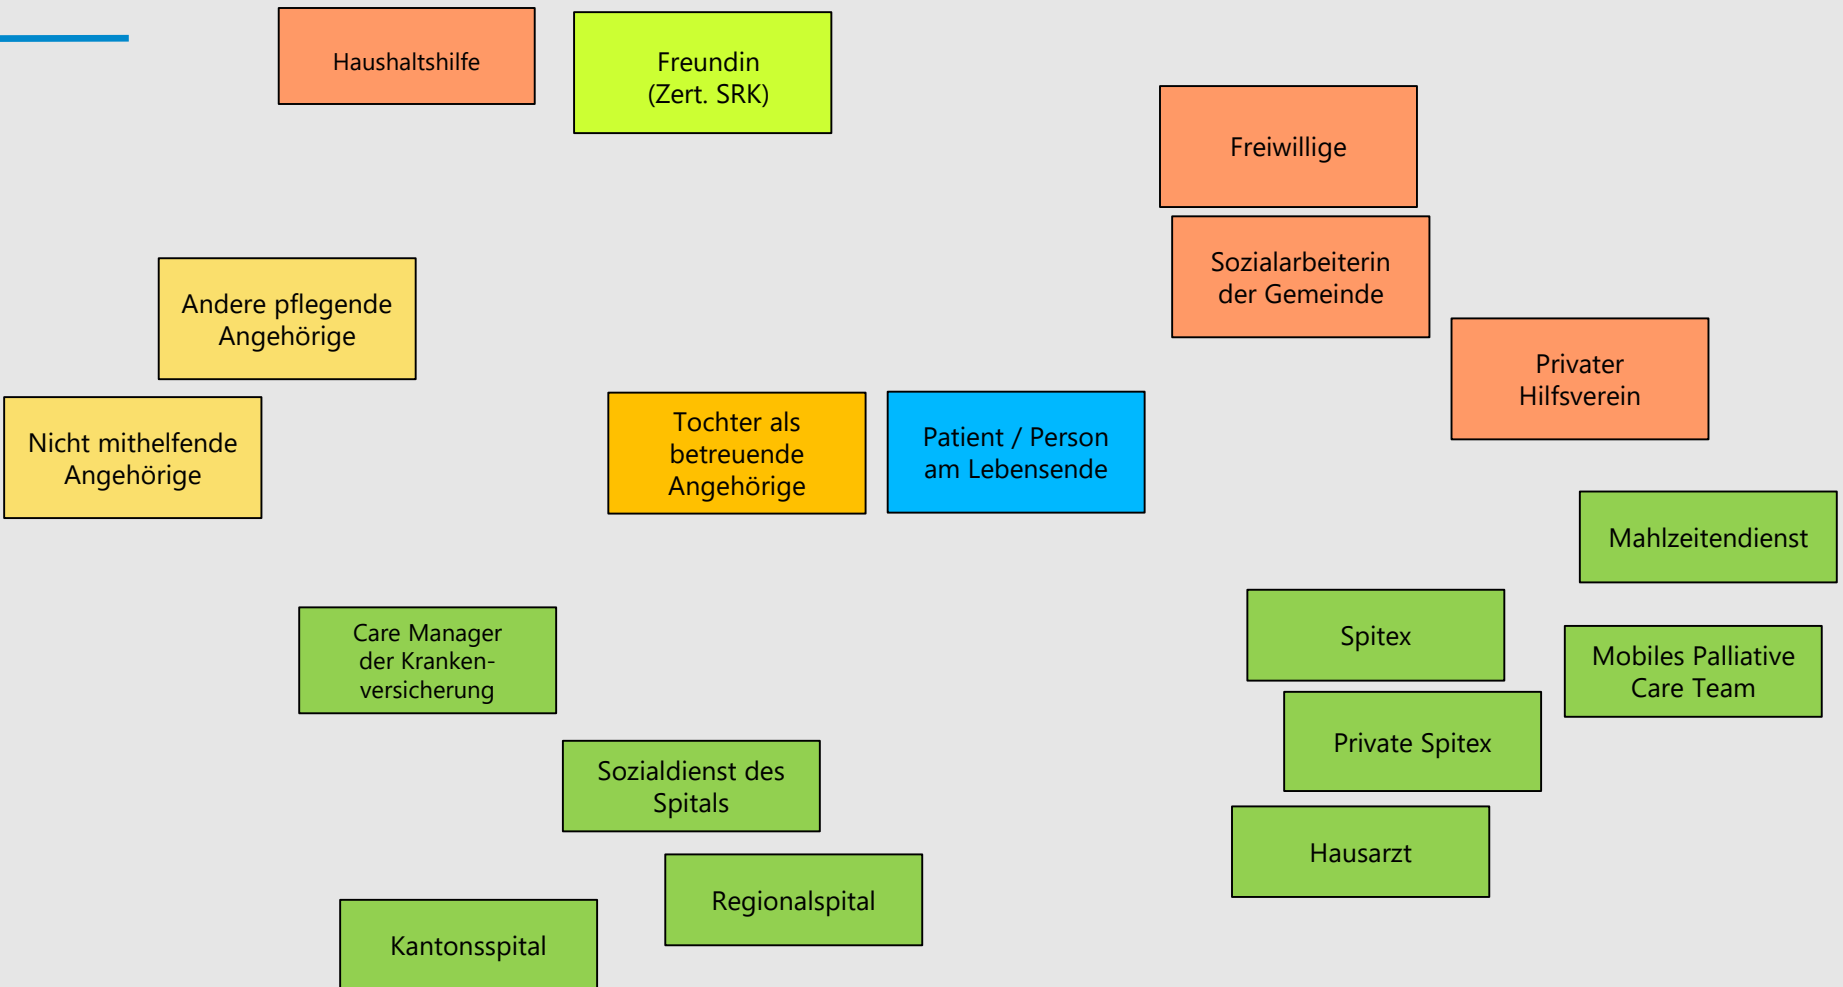 Haushaltshilfe
Freundin
(Zert. SRK)
Freiwillige
Sozialarbeiterin
der Gemeinde
Andere pflegende
Angehörige
Privater
Hilfsverein
Nicht mithelfende
Angehörige
Tochter als
betreuende
Angehörige
Patient / Person
am Lebensende
Mahlzeitendienst
Care Manager
der Kranken-
versicherung
Spitex
Mobiles Palliative
Care Team
Private Spitex
Sozialdienst des
Spitals
Hausarzt
Regionalspital
Kantonsspital